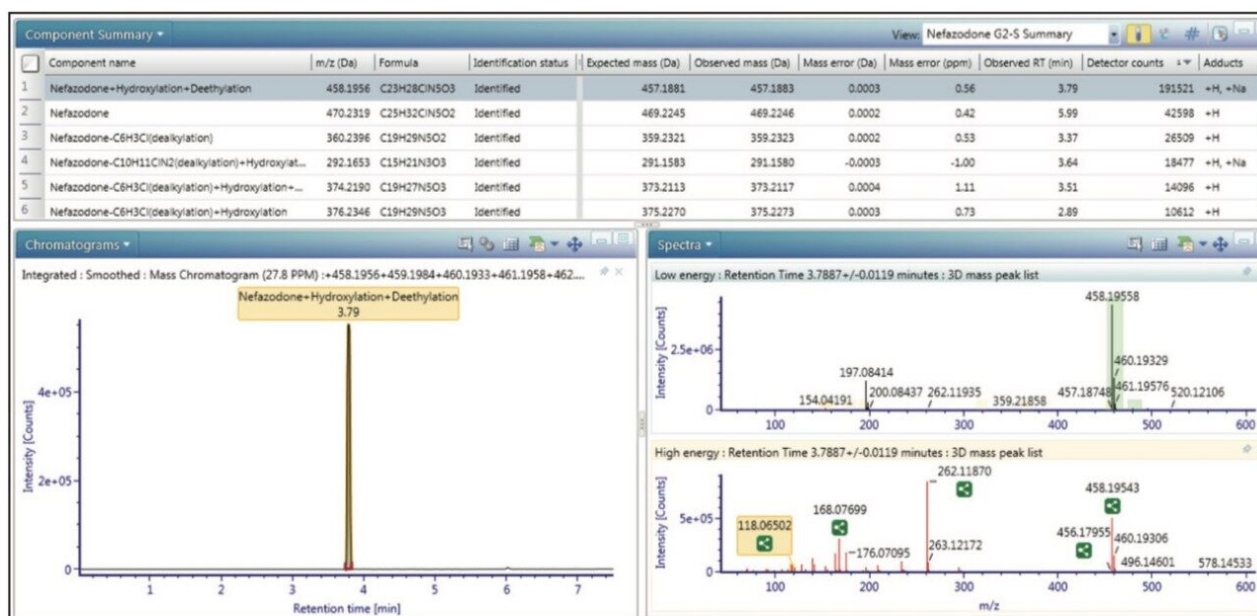 Component Summary
View: Nefazodone G2-S Summary
Component name m/z (Da) Formula Identification status Expected mass (Da) Observed mass (Da) Mass error (Da) Mass error (ppm) Observed RT (min) Detector counts Adducts
1 Nefazodone+Hydroxylation+Deethylation 458.1956 C23H28ClN5O3 Identified 457.1881 457.1883 0.0003 0.56 3.79 191521 +H, +Na
2 Nefazodone 470.2319 C25H32ClN5O2 Identified 469.2245 469.2246 0.0002 0.42 5.99 42598 +H
3 Nefazodone-C6H3Cl(dealkylation) 360.2396 C19H29N5O2 Identified 359.2321 359.2323 0.0002 0.53 3.37 26509 +H
4 Nefazodone-C10H11ClN2(dealkylation)+Hydroxylat... 292.1653 C15H21N3O3 Identified 291.1583 291.1580 -0.0003 -1.00 3.64 18477 +H, +Na
5 Nefazodone-C6H3Cl(dealkylation)+Hydroxylation+... 374.2190 C19H27N5O3 Identified 373.2113 373.2117 0.0004 1.11 3.51 14096 +H
6 Nefazodone-C6H3Cl(dealkylation)+Hydroxylation 376.2346 C19H29N5O3 Identified 375.2270 375.2273 0.0003 0.73 2.89 10612 +H
Chromatograms
Integrated : Smoothed : Mass Chromatogram (27.8 PPM) :+458.1956+459.1984+460.1933+461.1958+462....
Nefazodone+Hydroxylation+Deethylation
3.79
Intensity [Counts]
4e+05
2e+05
0
1 2 3 4 5 6 7
Retention time [min]
Spectra
Low energy : Retention Time 3.7887+/-0.0119 minutes : 3D mass peak list
458.19558
Intensity [Counts]
2.5e+06
0
197.08414
460.19329
154.04191
200.08437
262.11935
359.21858
457.18748
461.19576
520.12106
100 200 300 400 500 600
High energy : Retention Time 3.7887+/-0.0119 minutes : 3D mass peak list
262.11870
458.19543
168.07699
118.06502
456.17955
Intensity [Counts]
5e+05
0
176.07095
263.12172
460.19306
496.14601
578.14533
100 200 300 400 500 600
m/z